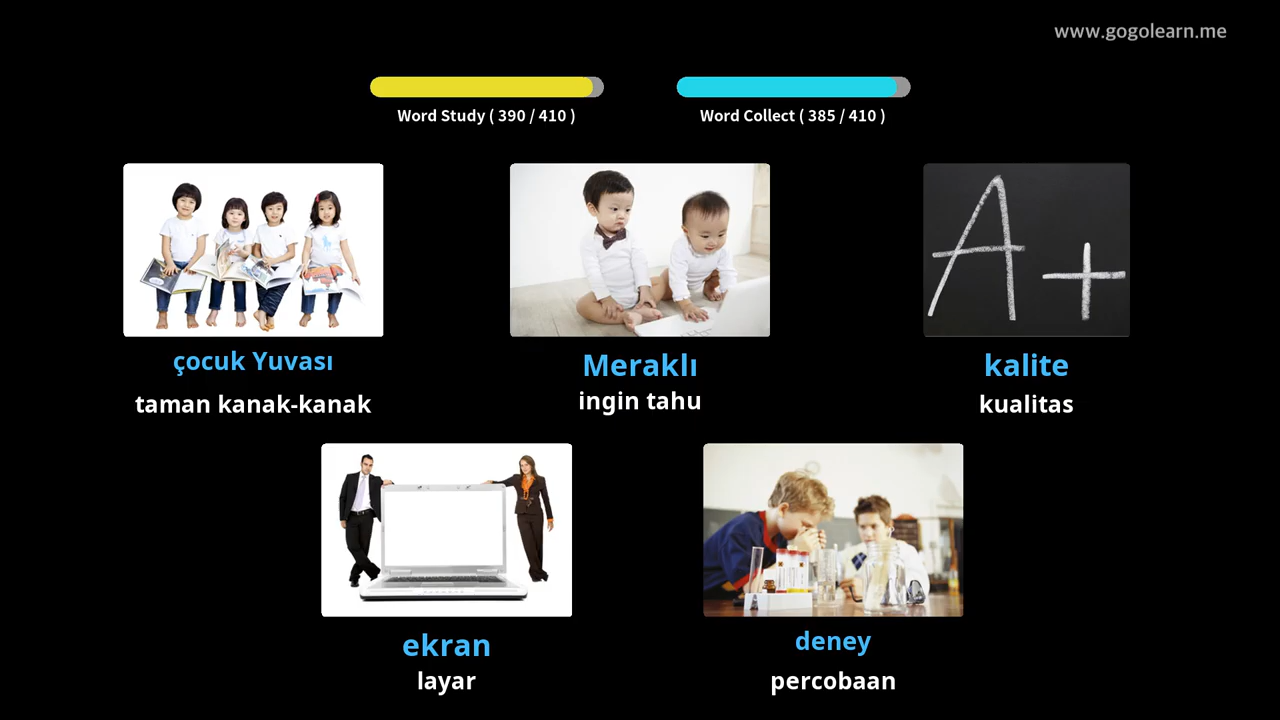 www.gogolearn.me
Word Study ( 390 / 410 )
Word Collect ( 385 / 410 )
A+
çocuk Yuvası
taman kanak-kanak
Meraklı
ingin tahu
kalite
kualitas
ekran
layar
deney
percobaan